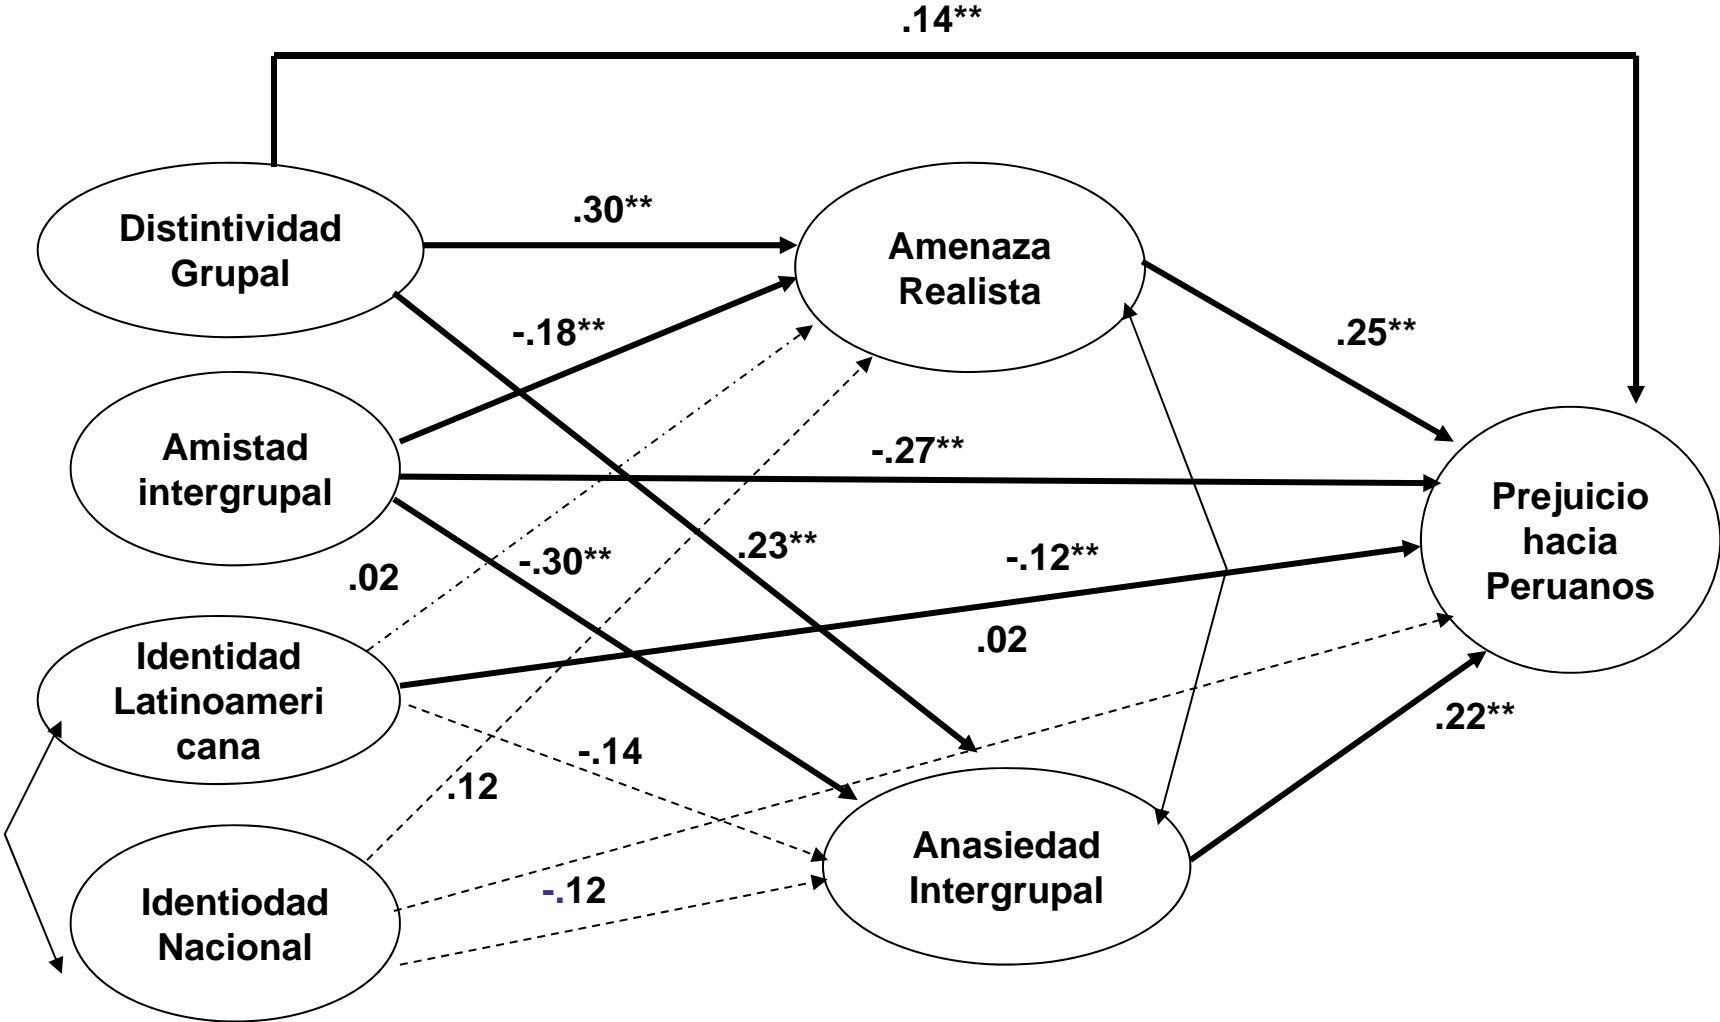 .14**
.30**
Distintividad
Grupal
Amenaza
Realista
-.18**
.25**
Amistad
intergrupal
-.27**
Prejuicio
hacia
Peruanos
.02
-.30**
.23**
-.12**
.02
Identidad
Latinoameri
cana
-.14
.12
.22**
Identiodad
Nacional
-.12
Anasiedad
Intergrupal